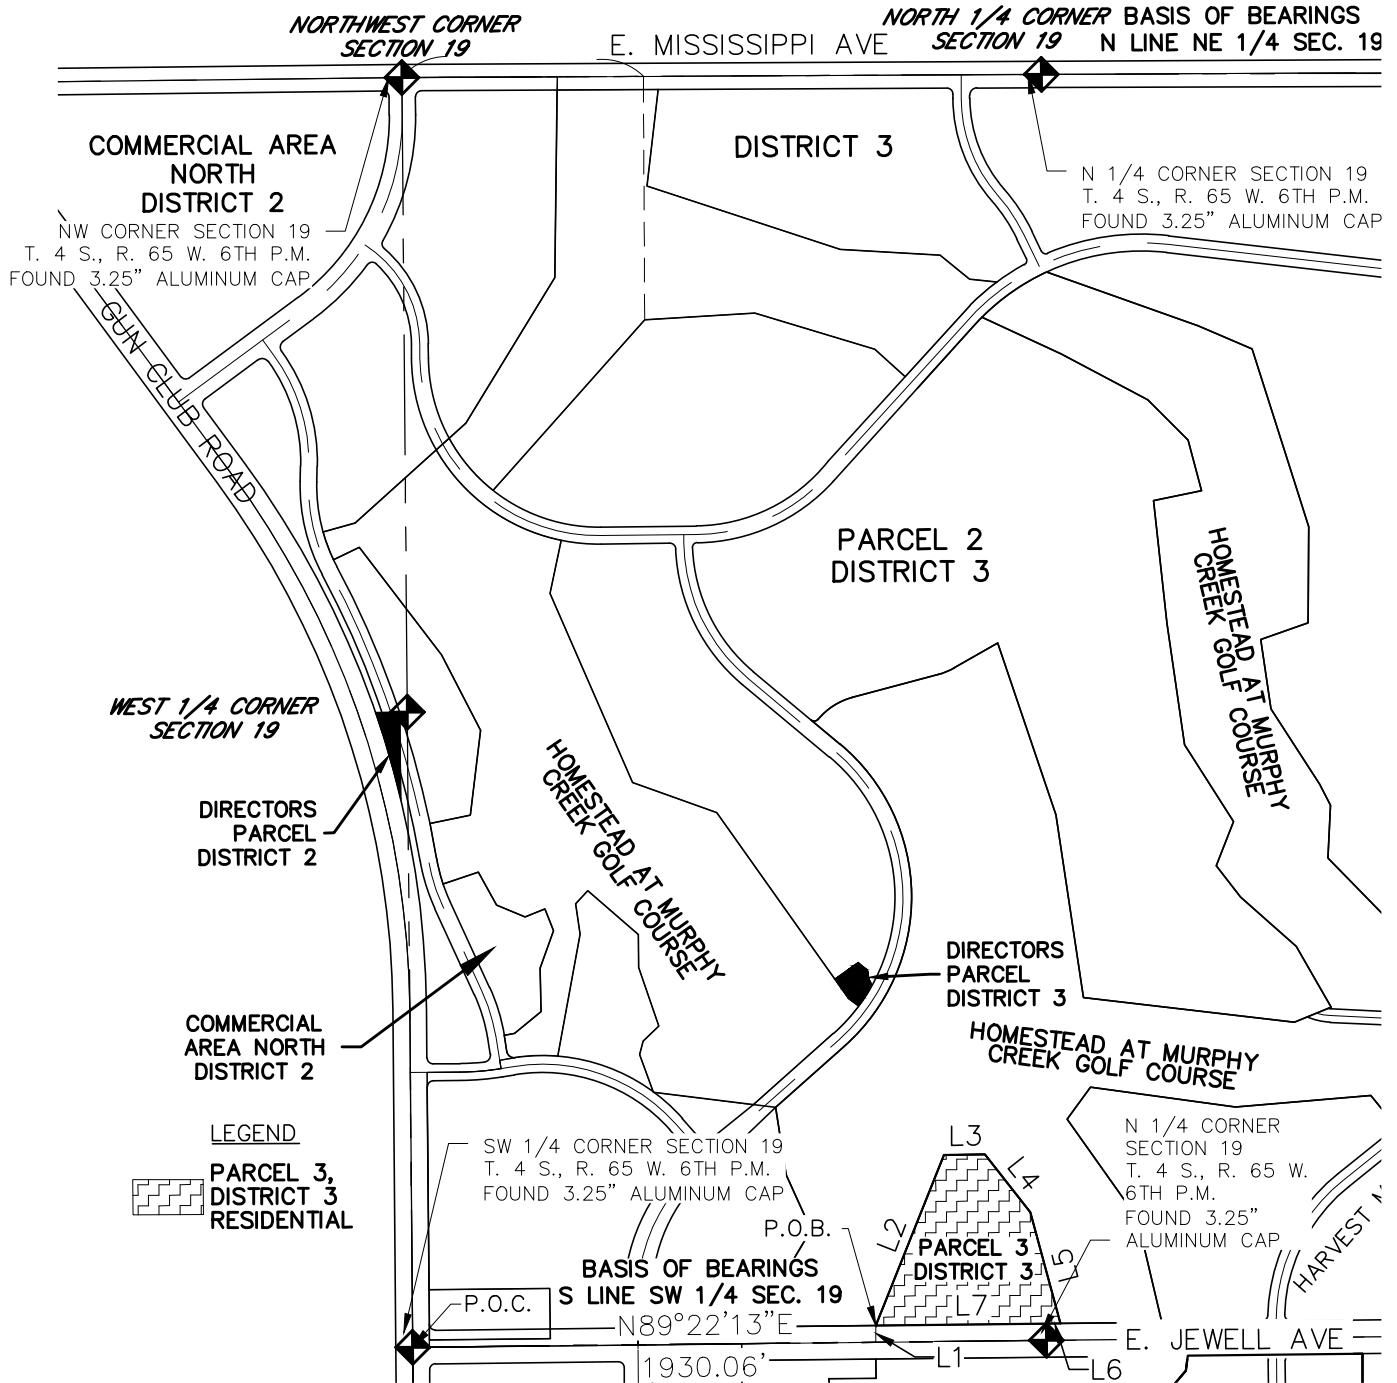 NORTHWEST CORNER
SECTION 19
E. MISSISSIPPI AVE
NORTH 1/4 CORNER
SECTION 19
BASIS OF BEARINGS
N LINE NE 1/4 SEC. 19
COMMERCIAL AREA
NORTH
DISTRICT 2
NW CORNER SECTION 19
T. 4 S., R. 65 W. 6TH P.M.
FOUND 3.25" ALUMINUM CAP
DISTRICT 3
N 1/4 CORNER SECTION 19
T. 4 S., R. 65 W. 6TH P.M.
FOUND 3.25" ALUMINUM CAP
GUN CLUB ROAD
PARCEL 2
DISTRICT 3
HOMESTEAD AT MURPHY
CREEK GOLF COURSE
WEST 1/4 CORNER
SECTION 19
DIRECTORS
PARCEL
DISTRICT 2
HOMESTEAD AT MURPHY
CREEK GOLF COURSE
DIRECTORS
PARCEL
DISTRICT 3
COMMERCIAL
AREA NORTH
DISTRICT 2
HOMESTEAD AT MURPHY
CREEK GOLF COURSE
LEGEND
PARCEL 3,
DISTRICT 3
RESIDENTIAL
SW 1/4 CORNER SECTION 19
T. 4 S., R. 65 W. 6TH P.M.
FOUND 3.25" ALUMINUM CAP
L3
L4
L2
L5
N 1/4 CORNER
SECTION 19
T. 4 S., R. 65 W.
6TH P.M.
FOUND 3.25"
ALUMINUM CAP
P.O.B.
PARCEL 3
DISTRICT 3
L7
HARVEST
BASIS OF BEARINGS
S LINE SW 1/4 SEC. 19
P.O.C.
N89°22'13"E
1930.06'
L1
L6
E. JEWELL AVE